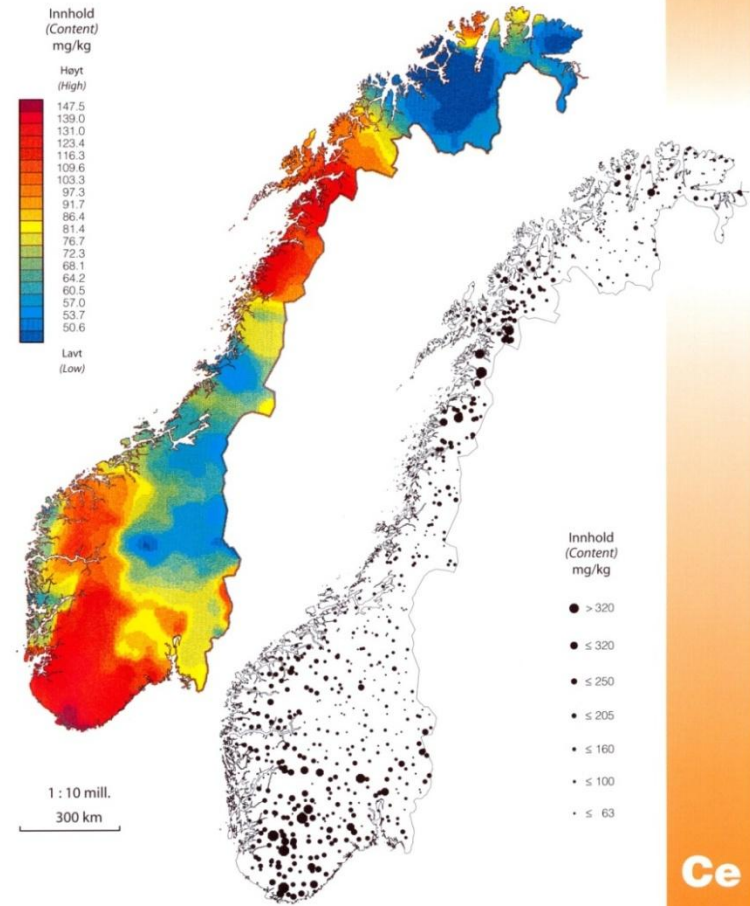 Innhold
(Content)
mg/kg
Høyt
(High)
147.5
139.0
131.0
123.4
116.3
109.6
103.3
97.3
91.7
86.4
81.4
76.7
72.3
68.1
64.2
60.5
57.0
53.7
50.6
Lavt
(Low)
1 : 10 mill.
300 km
Innhold
(Content)
mg/kg
> 320
≤ 320
≤ 250
≤ 205
≤ 160
≤ 100
≤ 63
Ce